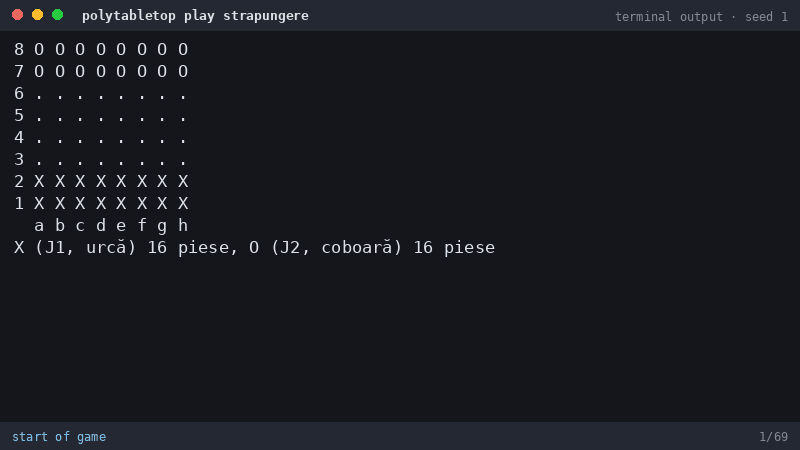 polytabletop play strapungere
terminal output · seed 1
8 O O O O O O O O
7 O O O O O O O O
6 . . . . . . . .
5 . . . . . . . .
4 . . . . . . . .
3 . . . . . . . .
2 X X X X X X X X
1 X X X X X X X X
a b c d e f g h
X (J1, urcă) 16 piese, O (J2, coboară) 16 piese
start of game
1/69